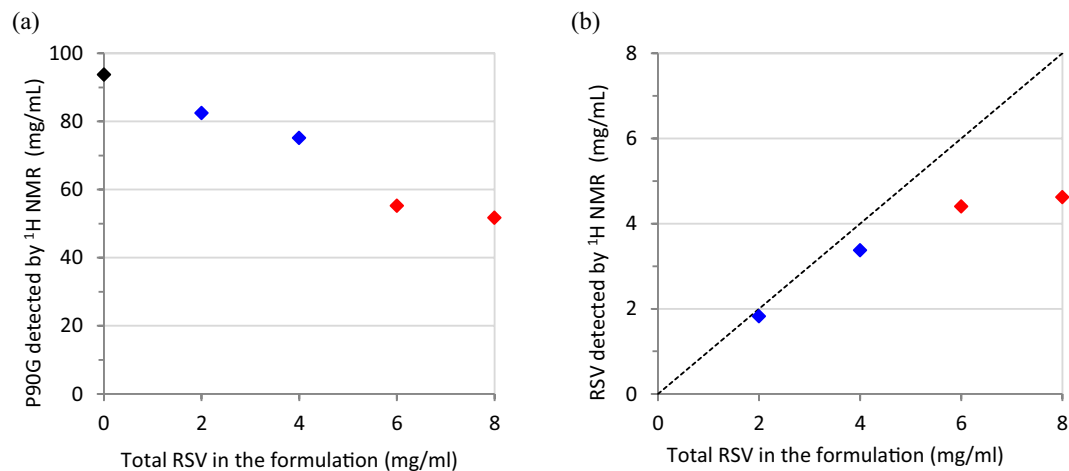 (a)
(b)
P90G detected by ¹H NMR (mg/mL)
100
80
60
40
20
0
0 2 4 6 8
Total RSV in the formulation (mg/ml)
RSV detected by ¹H NMR (mg/mL)
8
6
4
2
0
0 2 4 6 8
Total RSV in the formulation (mg/ml)